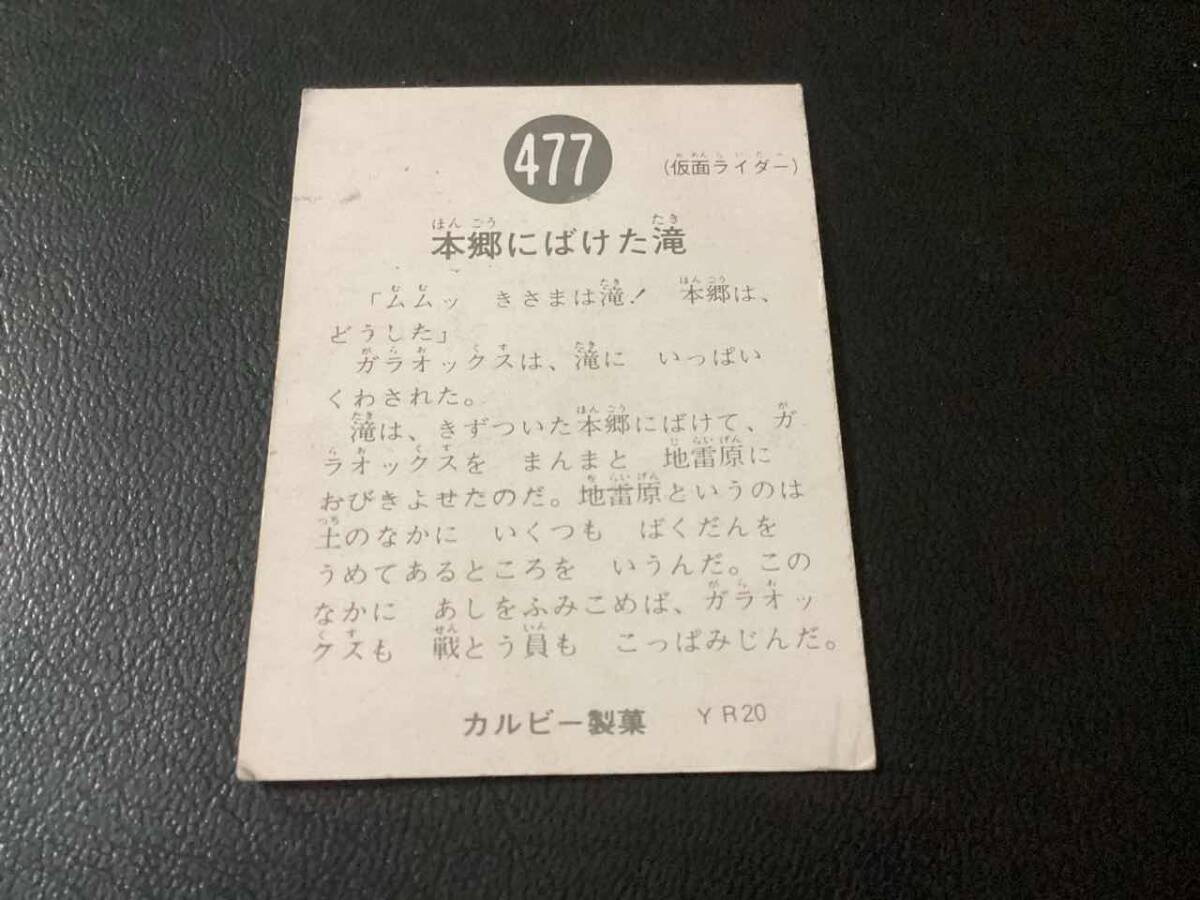 477
(仮面ライダー)
本郷にばけた滝
「ムムッ きさまは滝! 本郷は、
どうした」
ガラオックスは、滝に いっぱい
くわされた。
滝は、きずついた本郷にばけて、ガ
ラオックスを まんまと 地雷原に
おびきよせたのだ。地雷原というのは
土のなかに いくつも ばくだんを
うめてあるところを いうんだ。この
なかに あしをふみこめば、ガラオッ
クスも 戦とう員も こっぱみじんだ。
カルビー製菓 YR20